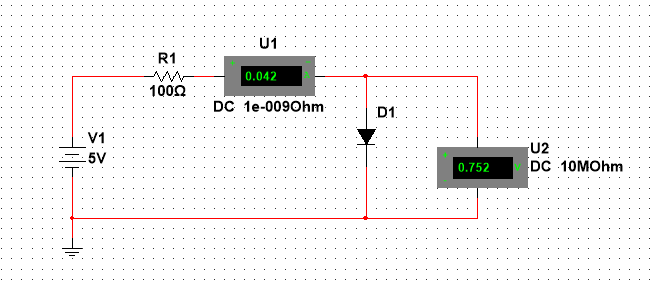 U1
R1
+ -
0.042 A
100Ω
DC 1e-009Ohm
D1
V1
5V
U2
+
0.752 V
-
DC 10MOhm